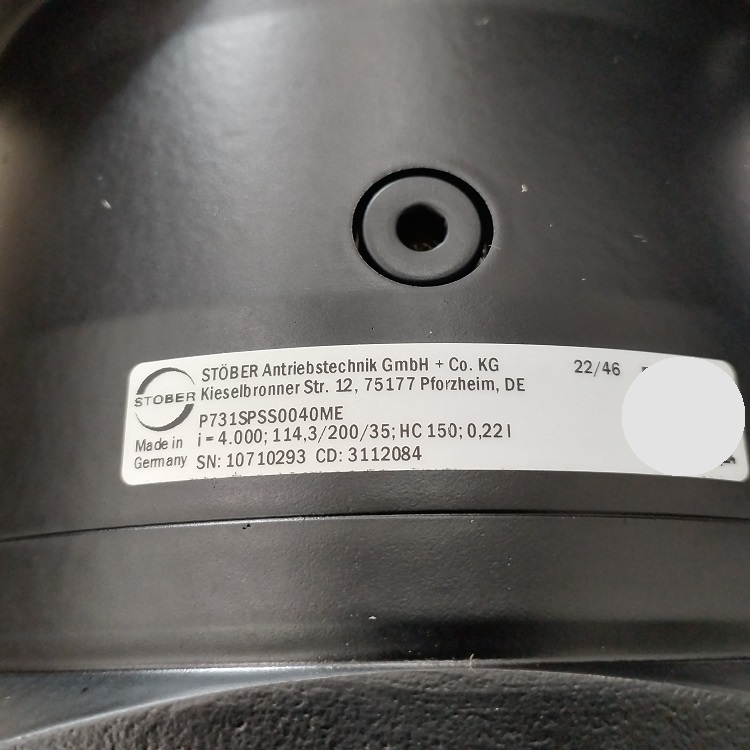 STÖBER
Made in
Germany
STÖBER Antriebstechnik GmbH + Co. KG
Kieselbronner Str. 12, 75177 Pforzheim, DE
P731SPSS0040ME
i = 4.000; 114,3/200/35; HC 150; 0,22 l
SN: 10710293 CD: 3112084
22/46